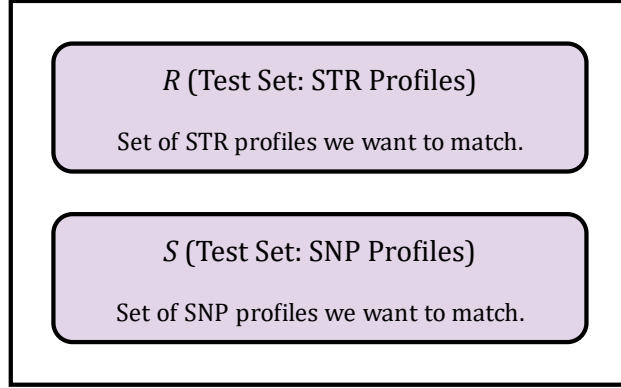 R (Test Set: STR Profiles)
Set of STR profiles we want to match.
S (Test Set: SNP Profiles)
Set of SNP profiles we want to match.